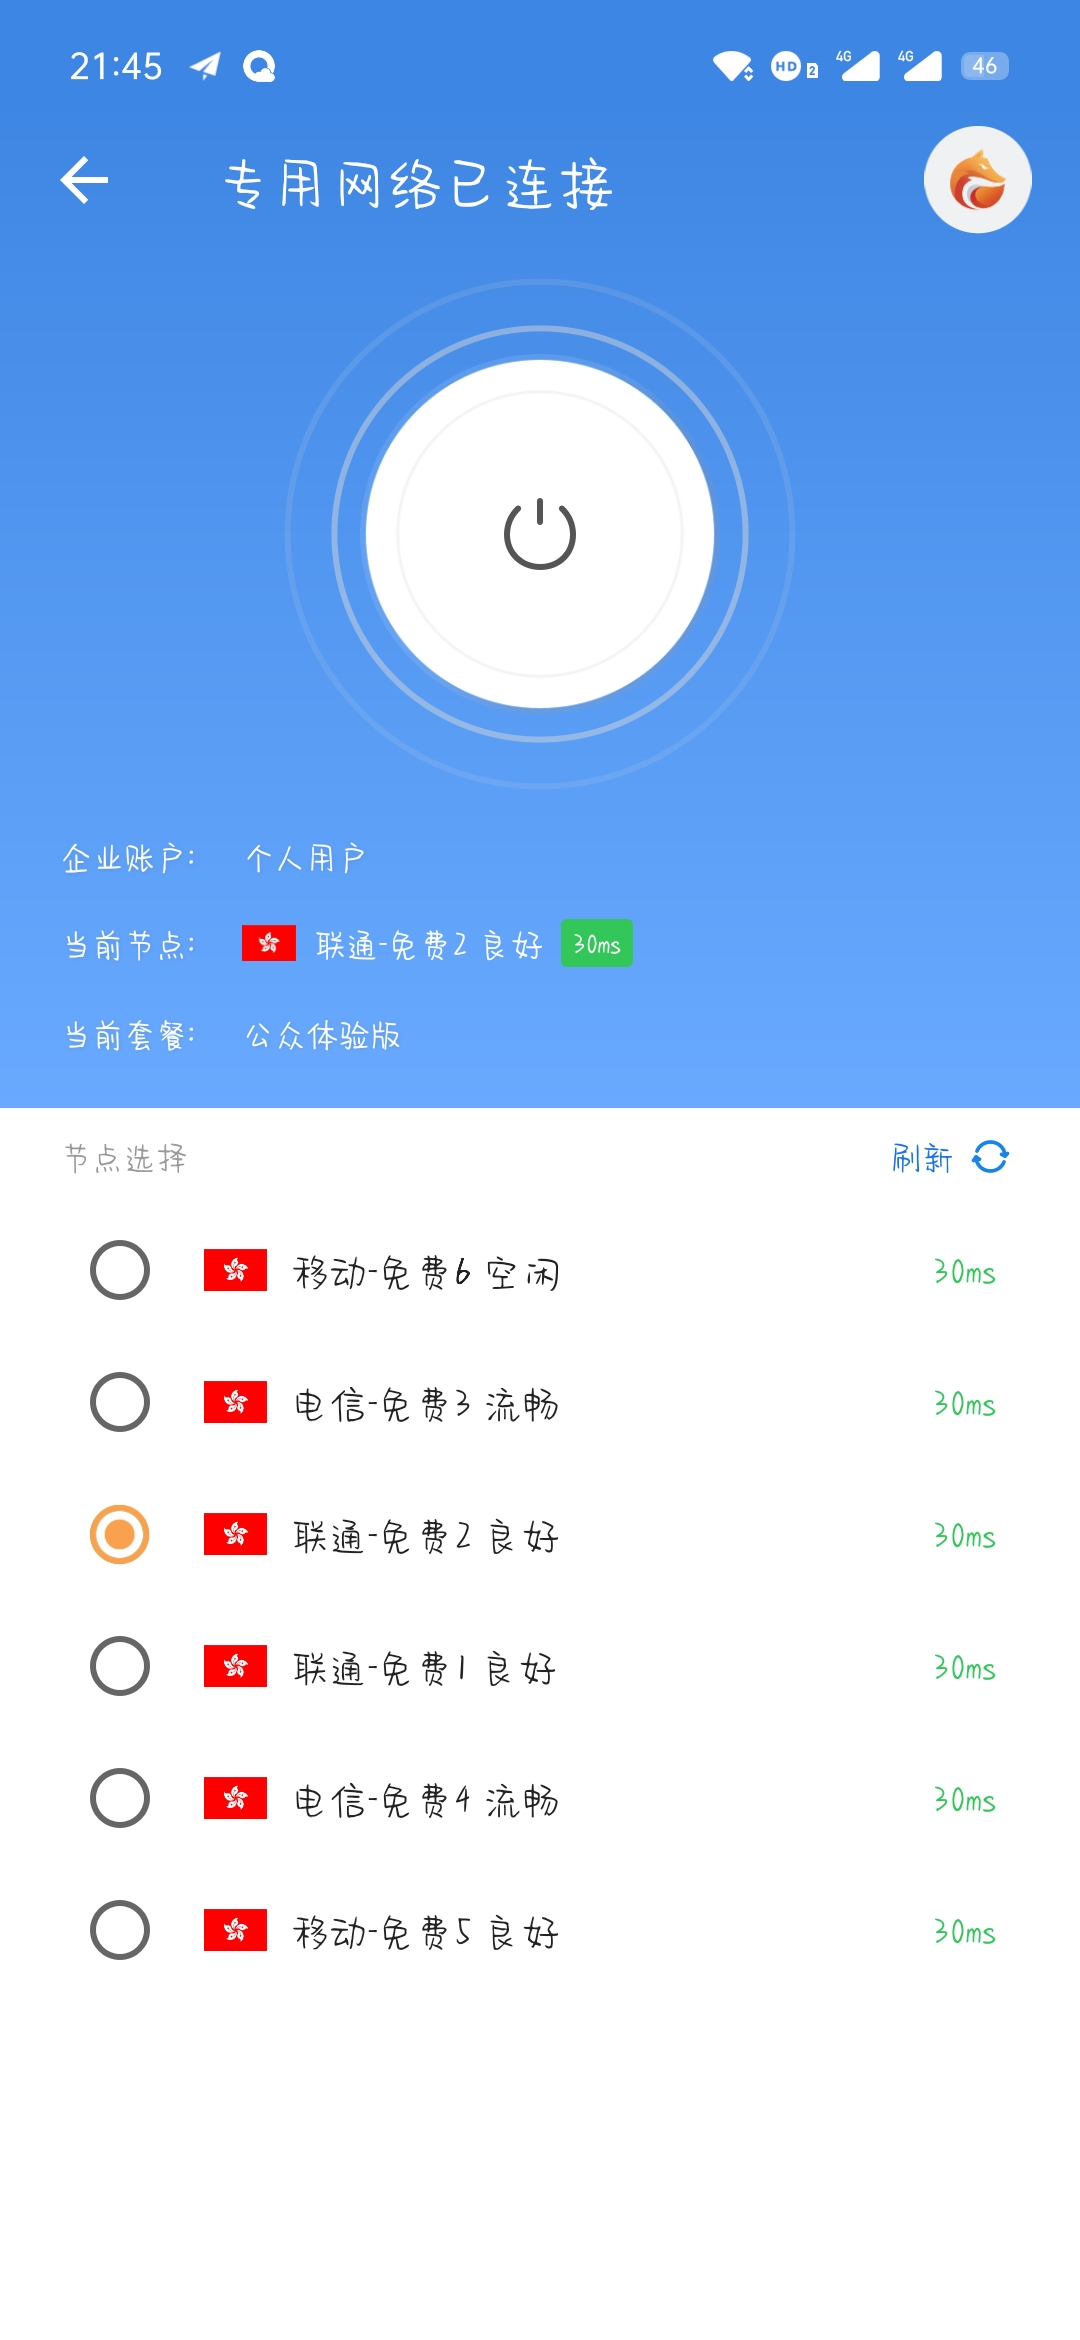 21:45 HD 2 4G 4G 46
专用网络已连接
企业账户: 个人用户
当前节点: 联通-免费2 良好 30ms
当前套餐: 公众体验版
节点选择 刷新
移动-免费6 空闲 30ms
电信-免费3 流畅 30ms
联通-免费2 良好 30ms
联通-免费1 良好 30ms
电信-免费4 流畅 30ms
移动-免费5 良好 30ms